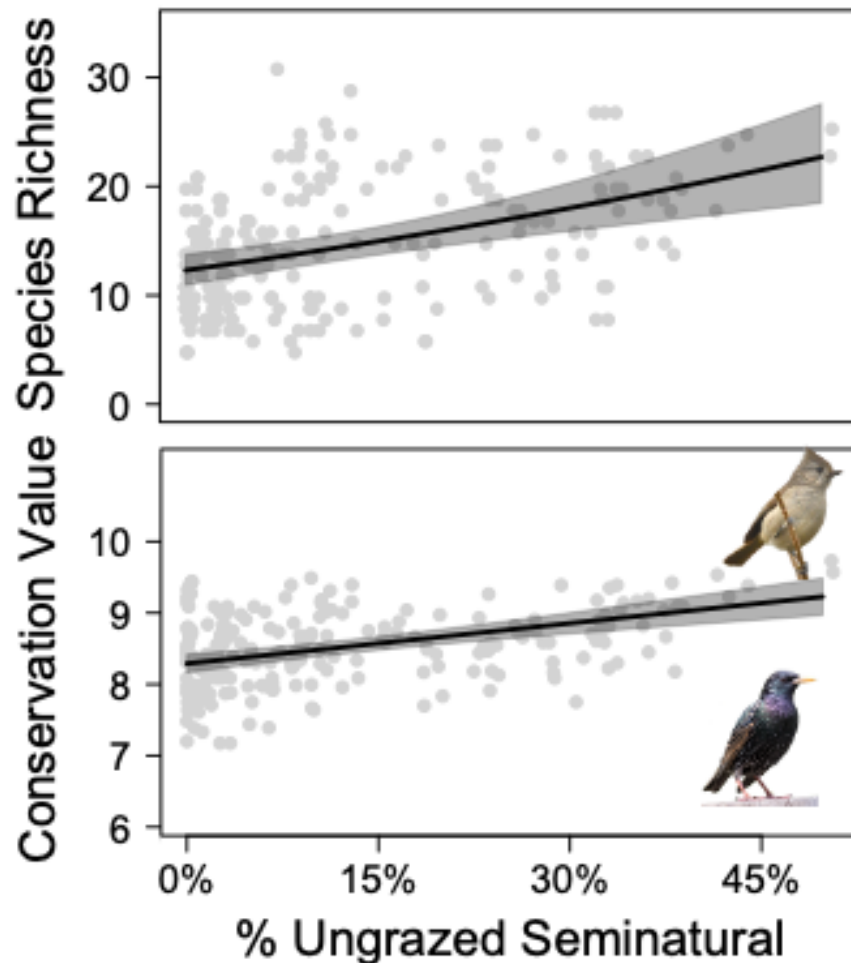 Species Richness
30
20
10
0
Conservation Value
10
9
8
7
6
0% 15% 30% 45%
% Ungrazed Seminatural